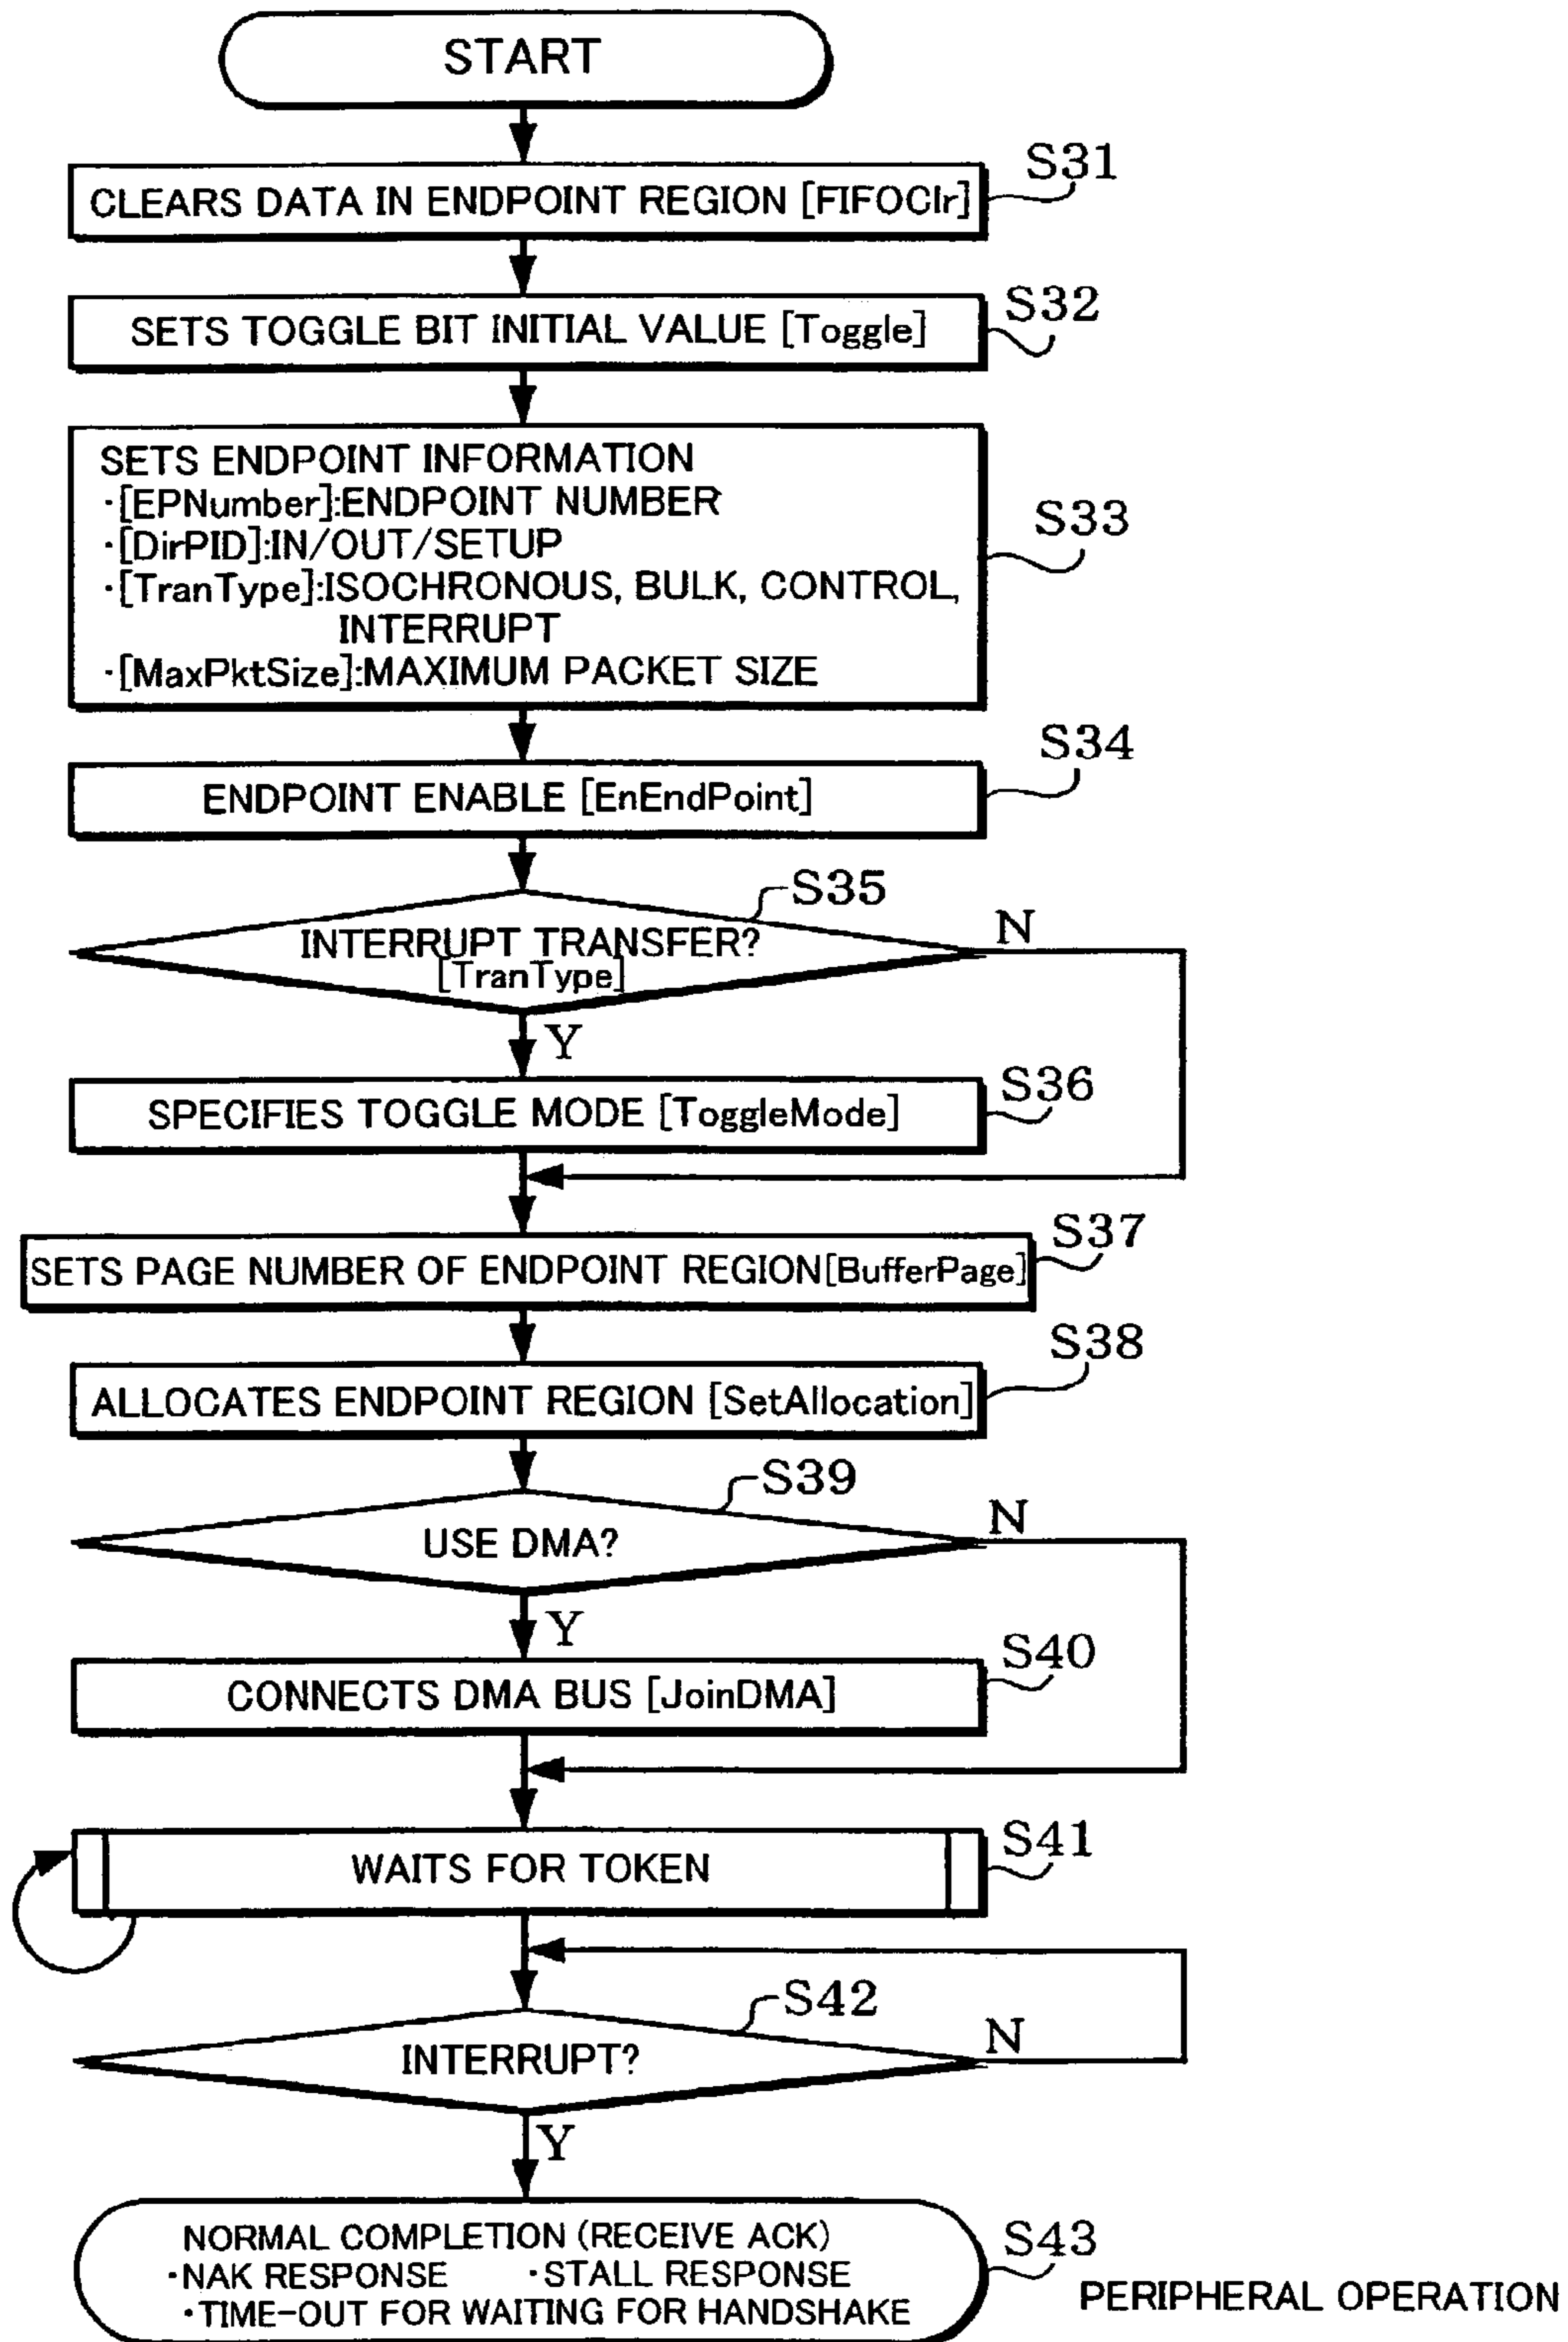 START
S31
CLEARS DATA IN ENDPOINT REGION [FIFOClr]
S32
SETS TOGGLE BIT INITIAL VALUE [Toggle]
S33
SETS ENDPOINT INFORMATION
·[EPNumber]:ENDPOINT NUMBER
·[DirPID]:IN/OUT/SETUP
·[TranType]:ISOCHRONOUS, BULK, CONTROL,
INTERRUPT
·[MaxPktSize]:MAXIMUM PACKET SIZE
S34
ENDPOINT ENABLE [EnEndPoint]
S35
INTERRUPT TRANSFER?
[TranType]
N
Y
S36
SPECIFIES TOGGLE MODE [ToggleMode]
S37
SETS PAGE NUMBER OF ENDPOINT REGION[BufferPage]
S38
ALLOCATES ENDPOINT REGION [SetAllocation]
S39
USE DMA?
N
Y
S40
CONNECTS DMA BUS [JoinDMA]
S41
WAITS FOR TOKEN
S42
INTERRUPT?
N
Y
S43
NORMAL COMPLETION (RECEIVE ACK)
·NAK RESPONSE ·STALL RESPONSE
·TIME-OUT FOR WAITING FOR HANDSHAKE
PERIPHERAL OPERATION